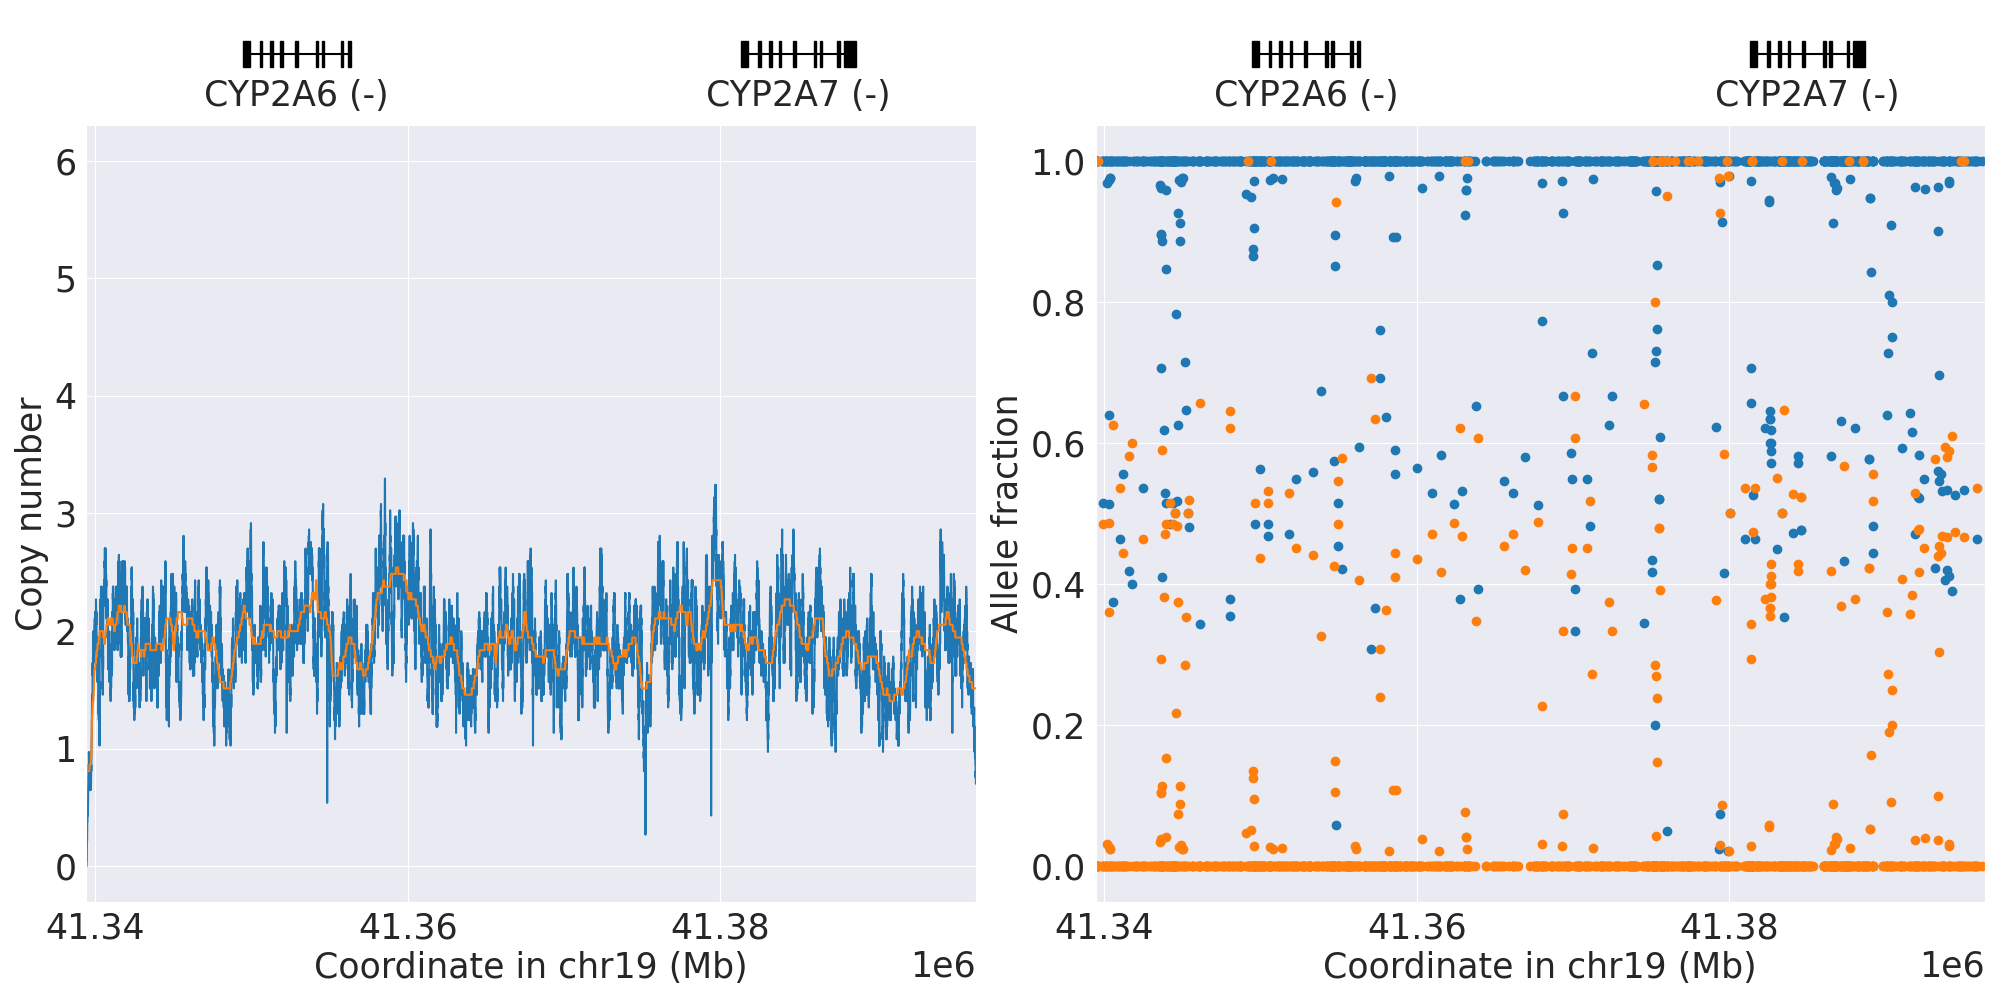 CYP2A6 (-)
CYP2A7 (-)
Copy number
6
5
4
3
2
1
0
41.34
41.36
41.38
Coordinate in chr19 (Mb)
1e6
CYP2A6 (-)
CYP2A7 (-)
Allele fraction
1.0
0.8
0.6
0.4
0.2
0.0
41.34
41.36
41.38
Coordinate in chr19 (Mb)
1e6